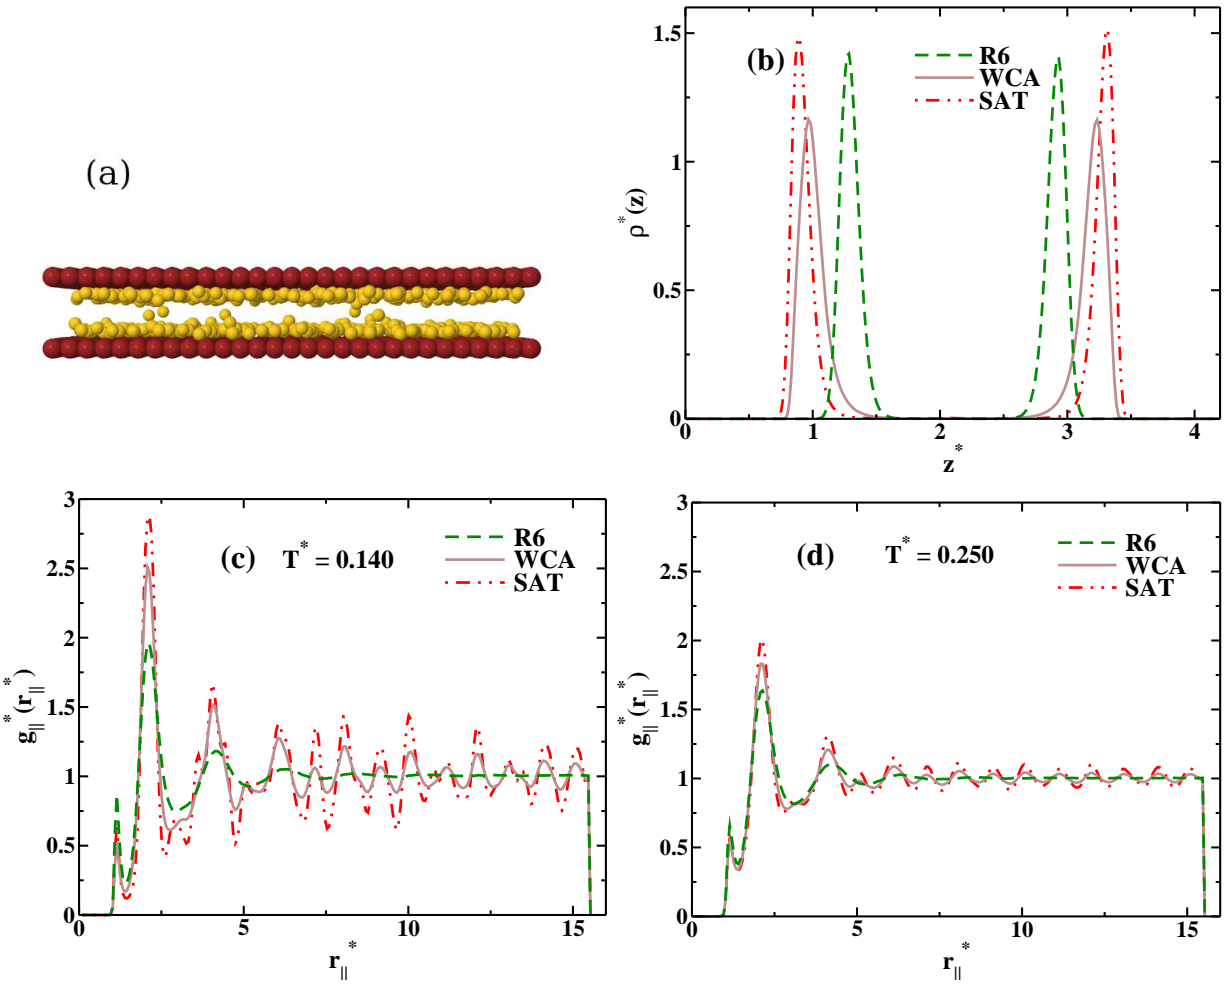 (a)
(b)
R6
WCA
SAT
1.5
1
0.5
0
ρ*(z)
0 1 2 3 4
z*
(c) T* = 0.140
R6
WCA
SAT
3
2.5
2
1.5
1
0.5
0
g||*(r||*)
0 5 10 15
r||*
(d) T* = 0.250
R6
WCA
SAT
3
2.5
2
1.5
1
0.5
0
g||*(r||*)
0 5 10 15
r||*